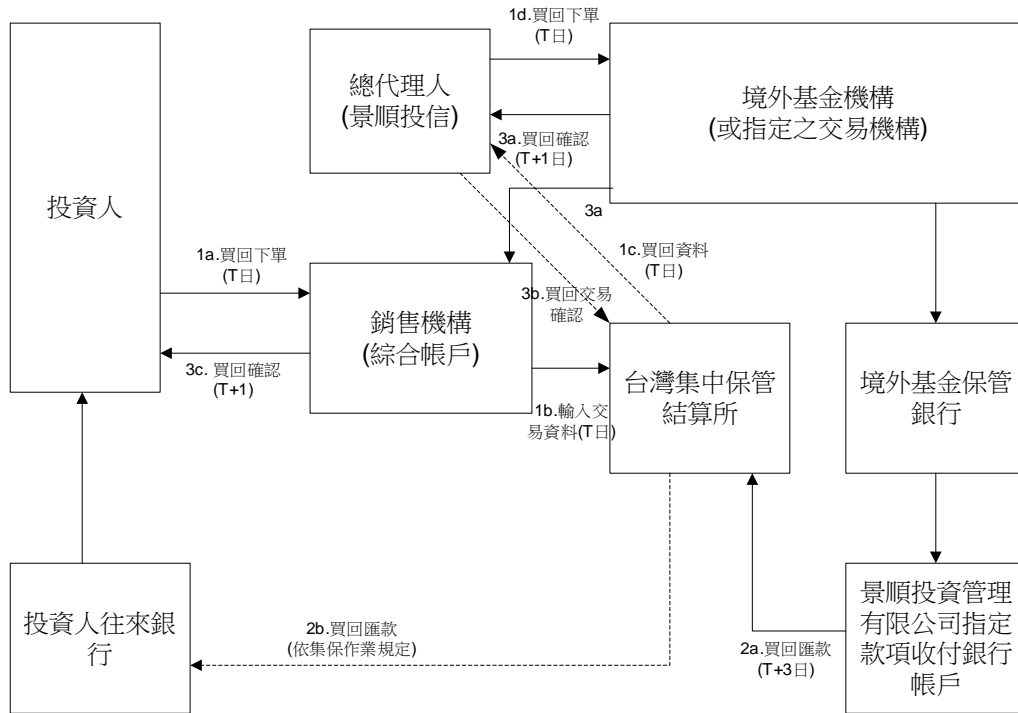 1d.買回下單
(T日)
總代理人
(景順投信)
境外基金機構
(或指定之交易機構)
3a.買回確認
(T+1日)
投資人
3a
1a.買回下單
(T日)
1c.買回資料
(T日)
3b.買回交易
確認
銷售機構
(綜合帳戶)
3c. 買回確認
(T+1)
1b.輸入交
易資料(T日)
台灣集中保管
結算所
境外基金保管
銀行
投資人往來銀
行
2b.買回匯款
(依集保作業規定)
2a.買回匯款
(T+3日)
景順投資管理
有限公司指定
款項收付銀行
帳戶